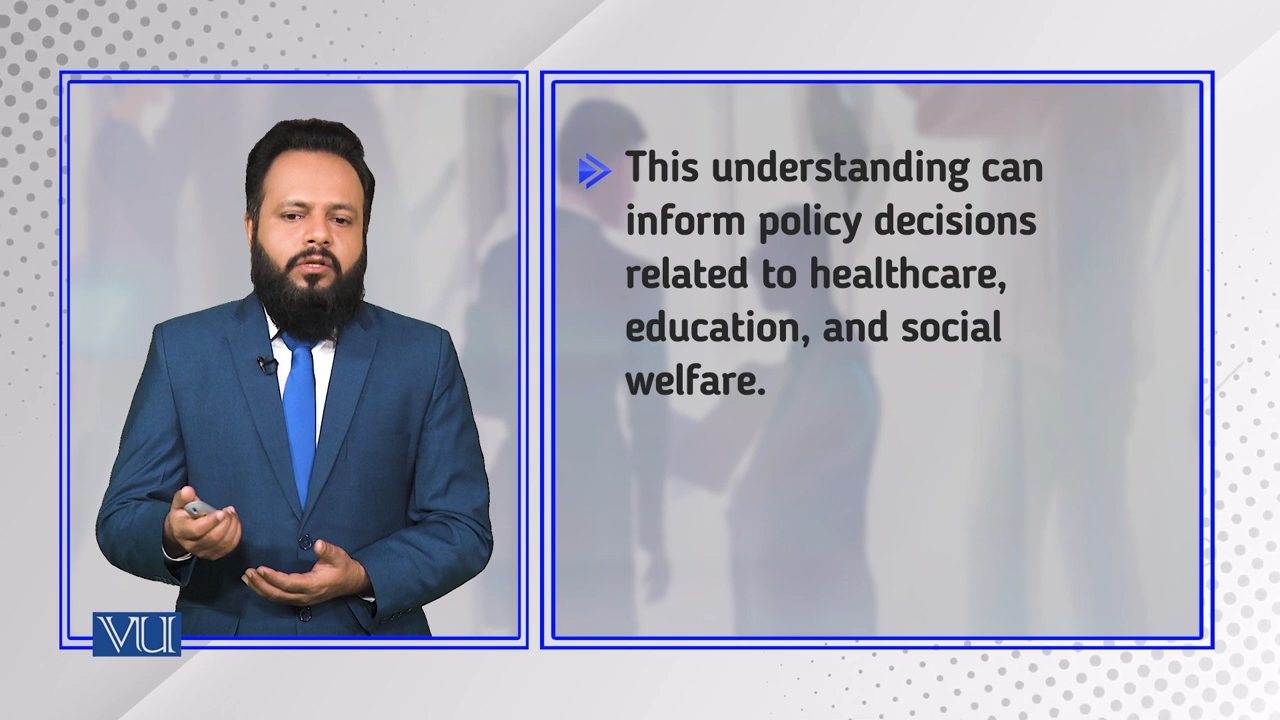 This understanding can
inform policy decisions
related to healthcare,
education, and social
welfare.
VU